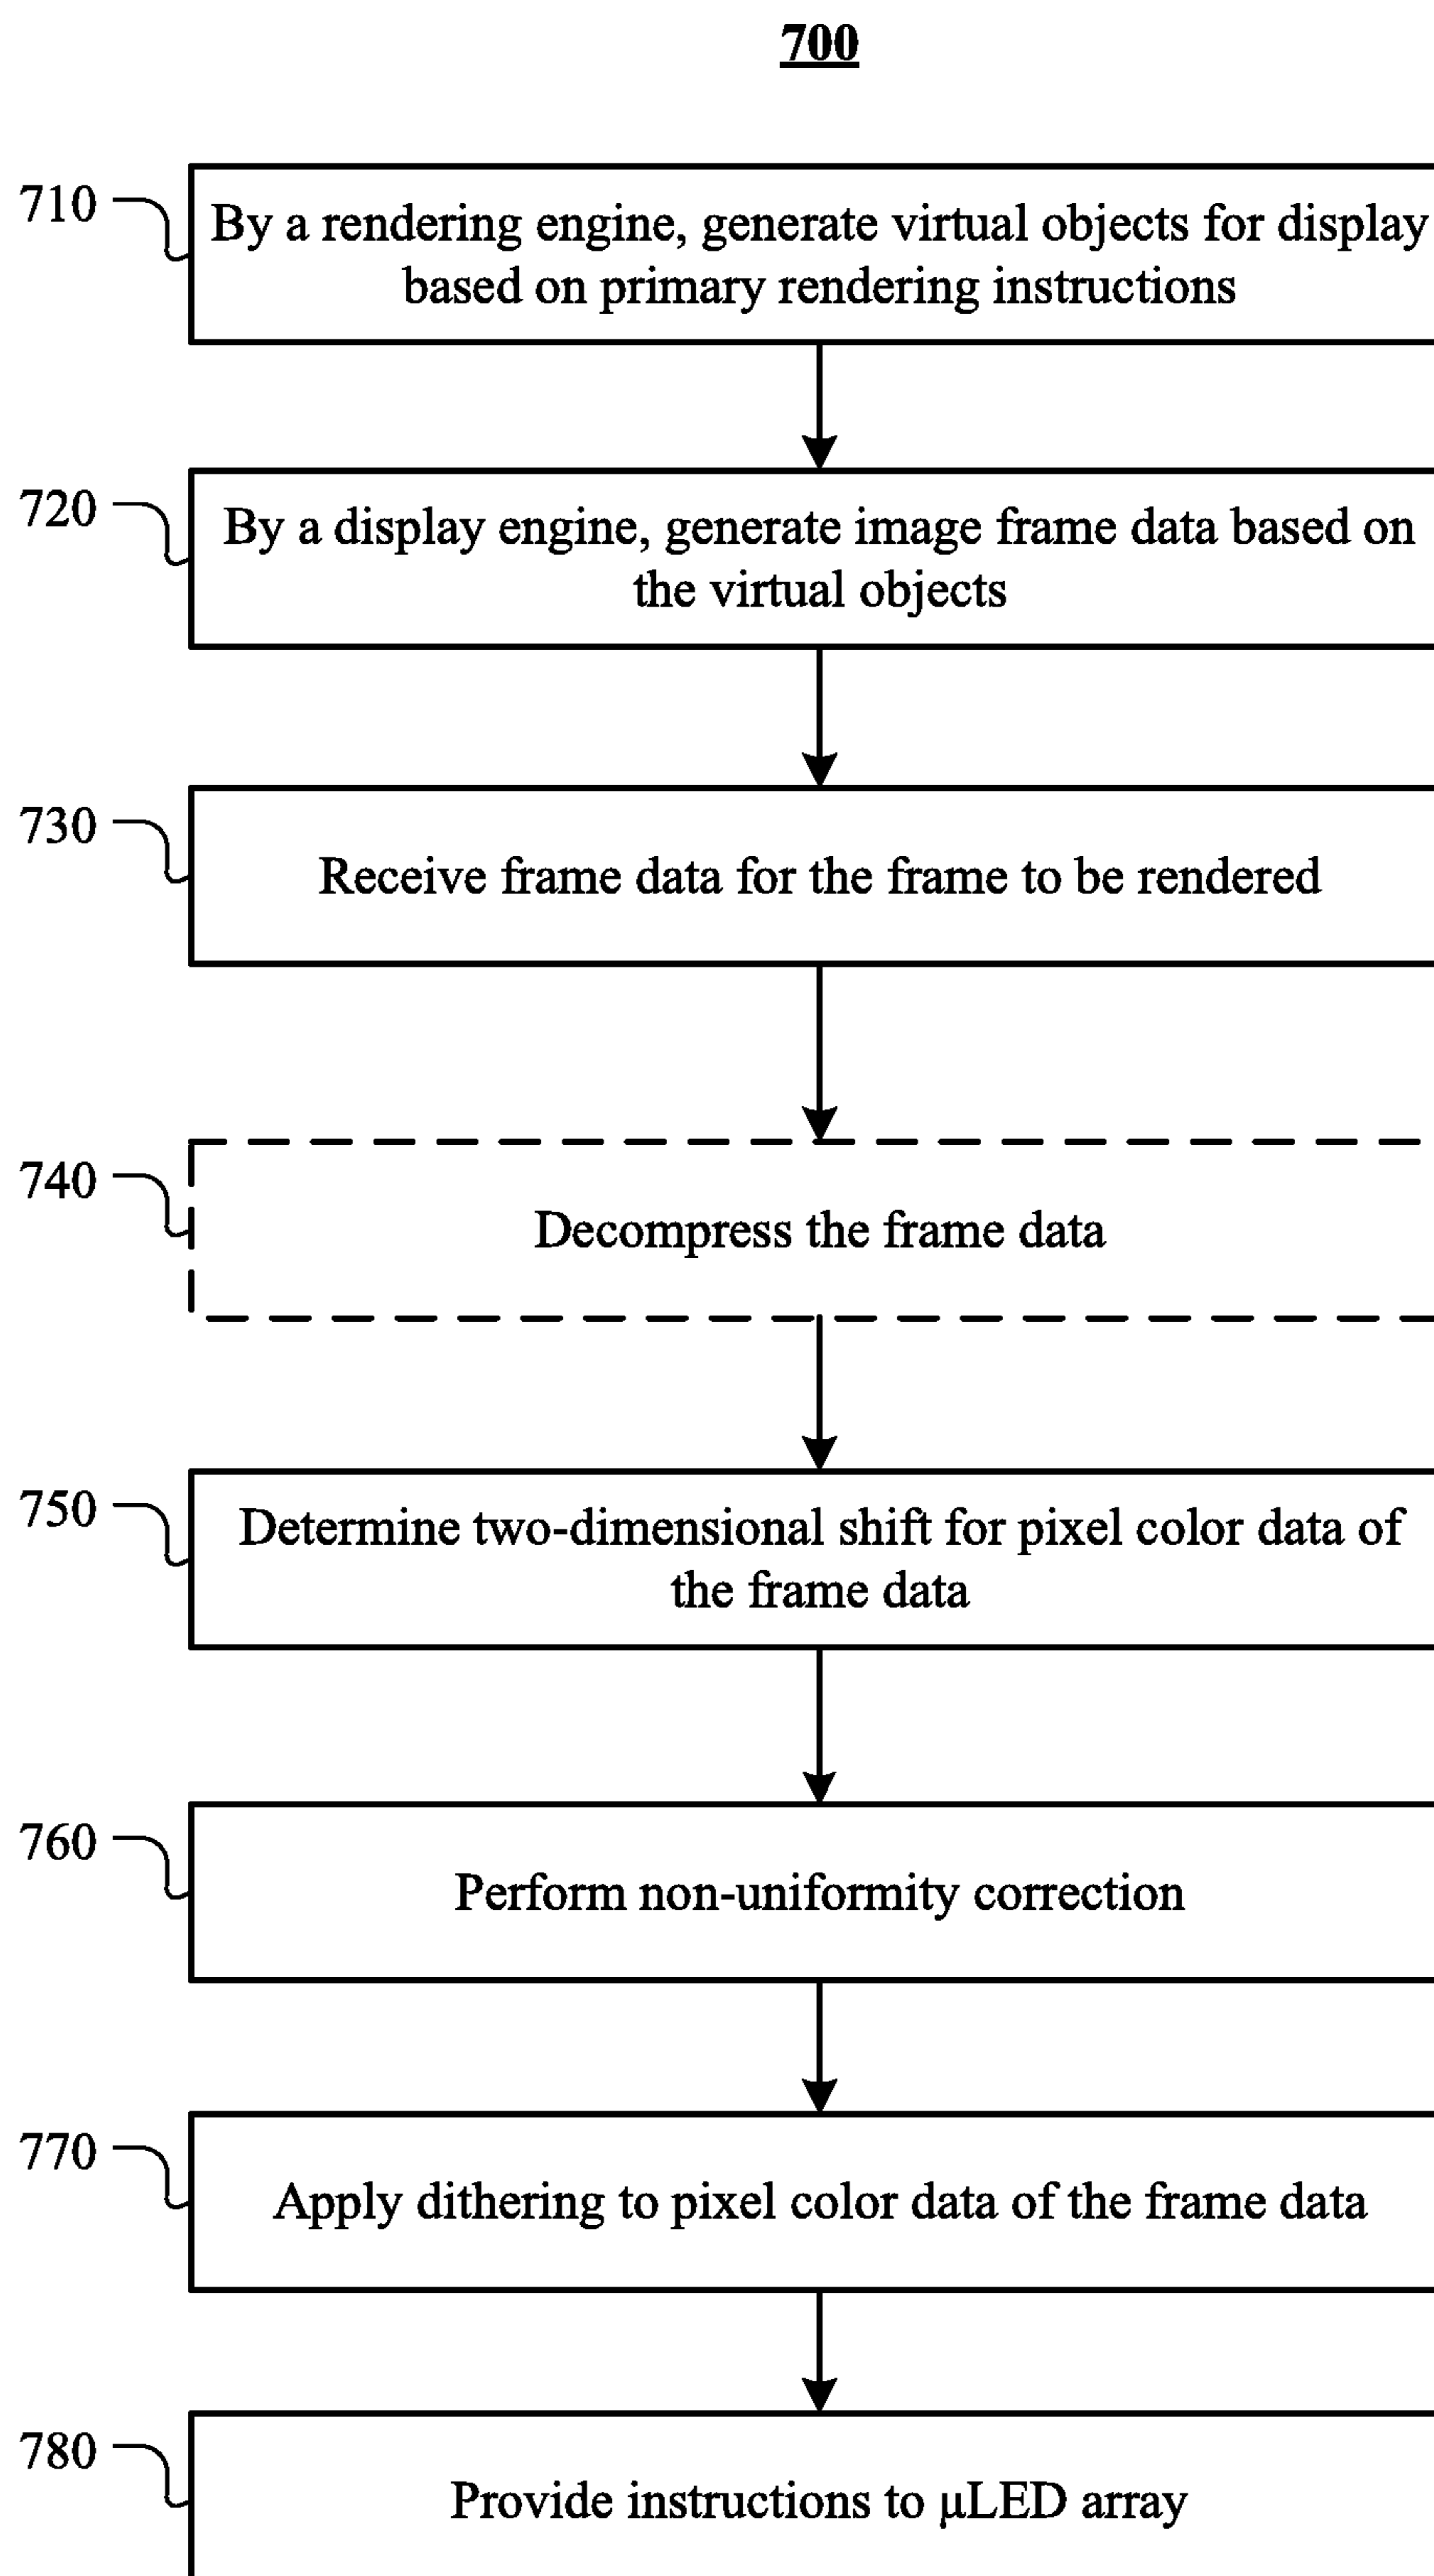 700
710
By a rendering engine, generate virtual objects for display
based on primary rendering instructions
720
By a display engine, generate image frame data based on
the virtual objects
730
Receive frame data for the frame to be rendered
740
Decompress the frame data
750
Determine two-dimensional shift for pixel color data of
the frame data
760
Perform non-uniformity correction
770
Apply dithering to pixel color data of the frame data
780
Provide instructions to μLED array